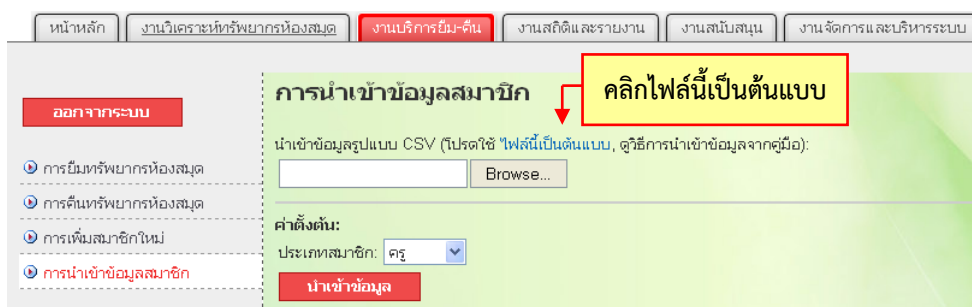 หน้าหลัก งานวิเคราะห์ทรัพยากรห้องสมุด งานบริการยืม-คืน งานสถิติและรายงาน งานสนับสนุน งานจัดการและบริหารระบบ
ออกจากระบบ
การยืมทรัพยากรห้องสมุด
การคืนทรัพยากรห้องสมุด
การเพิ่มสมาชิกใหม่
การนำเข้าข้อมูลสมาชิก
การนำเข้าข้อมูลสมาชิก
คลิกไฟล์นี้เป็นต้นแบบ
นำเข้าข้อมูลรูปแบบ CSV (โปรดใช้ "ไฟล์นี้เป็นต้นแบบ, ดูวิธีการนำเข้าข้อมูลจากคู่มือ):
Browse...
ค่าตั้งต้น:
ประเภทสมาชิก: ครู
นำเข้าข้อมูล